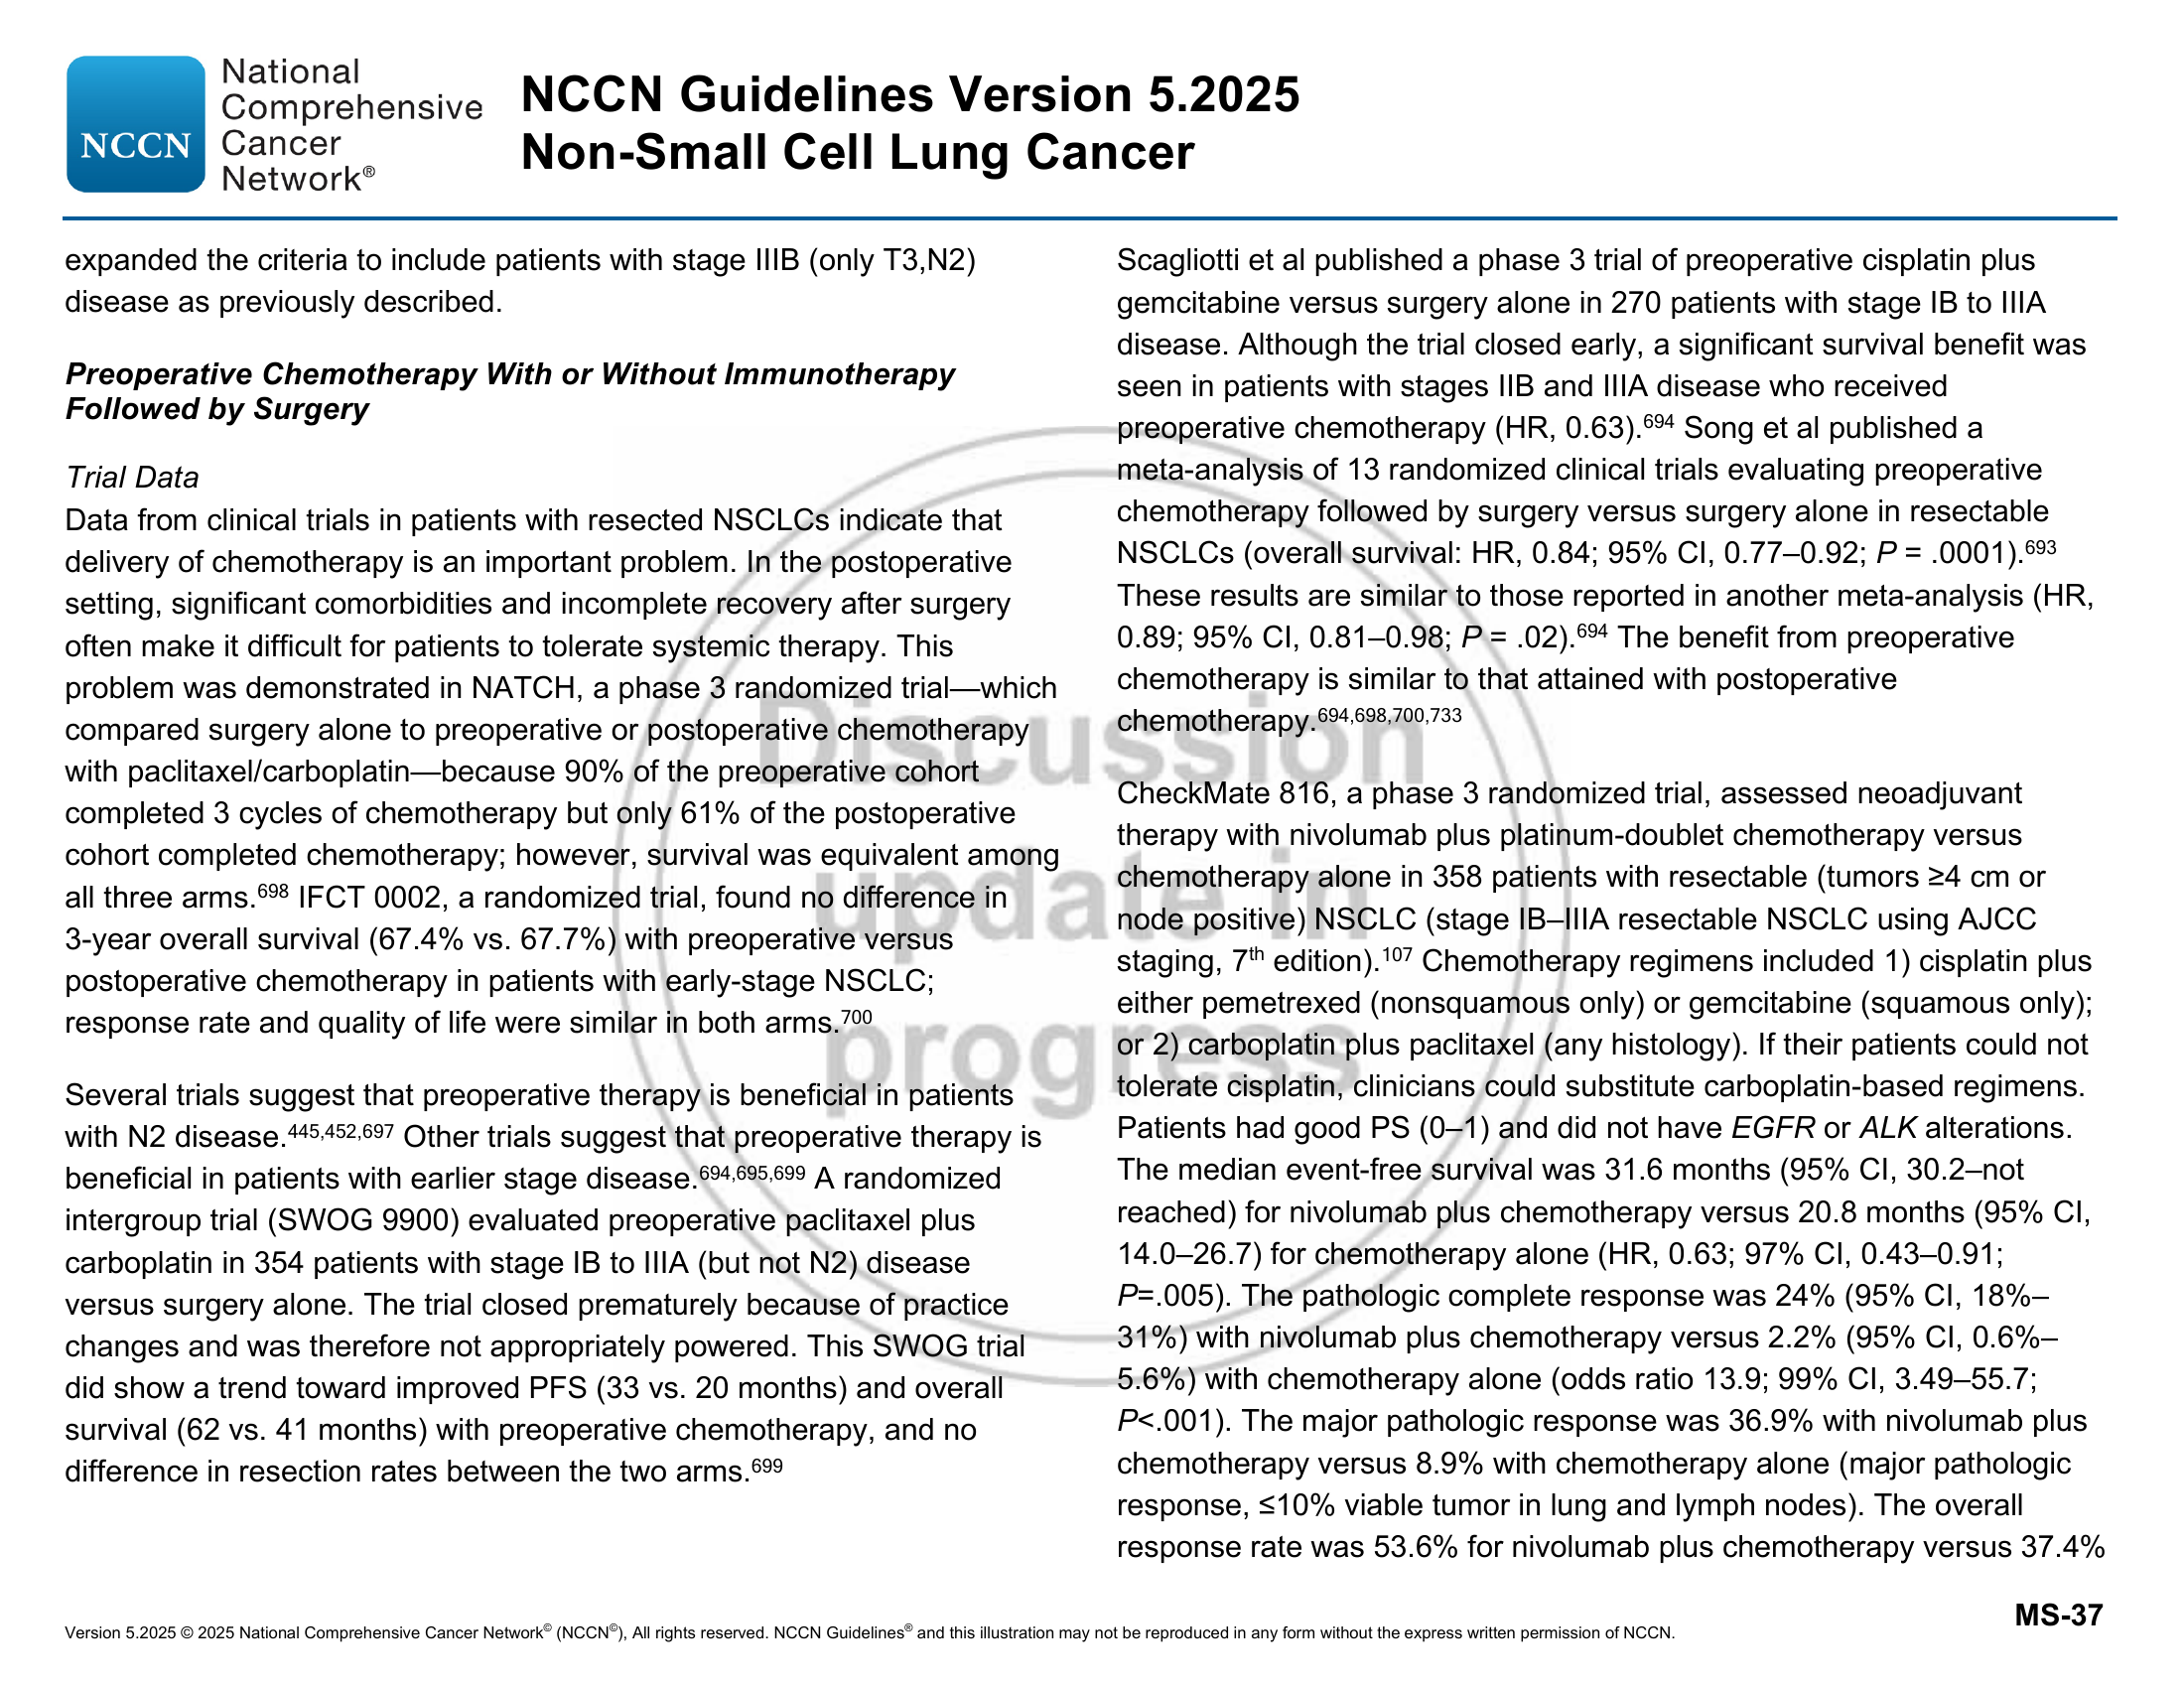 NCCN
National
Comprehensive
Cancer
Network®
NCCN Guidelines Version 5.2025
Non-Small Cell Lung Cancer
expanded the criteria to include patients with stage IIIB (only T3,N2)
disease as previously described.
Preoperative Chemotherapy With or Without Immunotherapy
Followed by Surgery
Trial Data
Data from clinical trials in patients with resected NSCLCs indicate that
delivery of chemotherapy is an important problem. In the postoperative
setting, significant comorbidities and incomplete recovery after surgery
often make it difficult for patients to tolerate systemic therapy. This
problem was demonstrated in NATCH, a phase 3 randomized trial—which
compared surgery alone to preoperative or postoperative chemotherapy
with paclitaxel/carboplatin—because 90% of the preoperative cohort
completed 3 cycles of chemotherapy but only 61% of the postoperative
cohort completed chemotherapy; however, survival was equivalent among
all three arms.698 IFCT 0002, a randomized trial, found no difference in
3-year overall survival (67.4% vs. 67.7%) with preoperative versus
postoperative chemotherapy in patients with early-stage NSCLC;
response rate and quality of life were similar in both arms.700
Several trials suggest that preoperative therapy is beneficial in patients
with N2 disease.445,452,697 Other trials suggest that preoperative therapy is
beneficial in patients with earlier stage disease.694,695,699 A randomized
intergroup trial (SWOG 9900) evaluated preoperative paclitaxel plus
carboplatin in 354 patients with stage IB to IIIA (but not N2) disease
versus surgery alone. The trial closed prematurely because of practice
changes and was therefore not appropriately powered. This SWOG trial
did show a trend toward improved PFS (33 vs. 20 months) and overall
survival (62 vs. 41 months) with preoperative chemotherapy, and no
difference in resection rates between the two arms.699
Scagliotti et al published a phase 3 trial of preoperative cisplatin plus
gemcitabine versus surgery alone in 270 patients with stage IB to IIIA
disease. Although the trial closed early, a significant survival benefit was
seen in patients with stages IIB and IIIA disease who received
preoperative chemotherapy (HR, 0.63).694 Song et al published a
meta-analysis of 13 randomized clinical trials evaluating preoperative
chemotherapy followed by surgery versus surgery alone in resectable
NSCLCs (overall survival: HR, 0.84; 95% CI, 0.77–0.92; P = .0001).693
These results are similar to those reported in another meta-analysis (HR,
0.89; 95% CI, 0.81–0.98; P = .02).694 The benefit from preoperative
chemotherapy is similar to that attained with postoperative
chemotherapy.694,698,700,733
CheckMate 816, a phase 3 randomized trial, assessed neoadjuvant
therapy with nivolumab plus platinum-doublet chemotherapy versus
chemotherapy alone in 358 patients with resectable (tumors ≥4 cm or
node positive) NSCLC (stage IB–IIIA resectable NSCLC using AJCC
staging, 7th edition).107 Chemotherapy regimens included 1) cisplatin plus
either pemetrexed (nonsquamous only) or gemcitabine (squamous only);
or 2) carboplatin plus paclitaxel (any histology). If their patients could not
tolerate cisplatin, clinicians could substitute carboplatin-based regimens.
Patients had good PS (0–1) and did not have EGFR or ALK alterations.
The median event-free survival was 31.6 months (95% CI, 30.2–not
reached) for nivolumab plus chemotherapy versus 20.8 months (95% CI,
14.0–26.7) for chemotherapy alone (HR, 0.63; 97% CI, 0.43–0.91;
P=.005). The pathologic complete response was 24% (95% CI, 18%–
31%) with nivolumab plus chemotherapy versus 2.2% (95% CI, 0.6%–
5.6%) with chemotherapy alone (odds ratio 13.9; 99% CI, 3.49–55.7;
P<.001). The major pathologic response was 36.9% with nivolumab plus
chemotherapy versus 8.9% with chemotherapy alone (major pathologic
response, ≤10% viable tumor in lung and lymph nodes). The overall
response rate was 53.6% for nivolumab plus chemotherapy versus 37.4%
Discussion
update in
progress
MS-37
Version 5.2025 © 2025 National Comprehensive Cancer Network© (NCCN©), All rights reserved. NCCN Guidelines® and this illustration may not be reproduced in any form without the express written permission of NCCN.